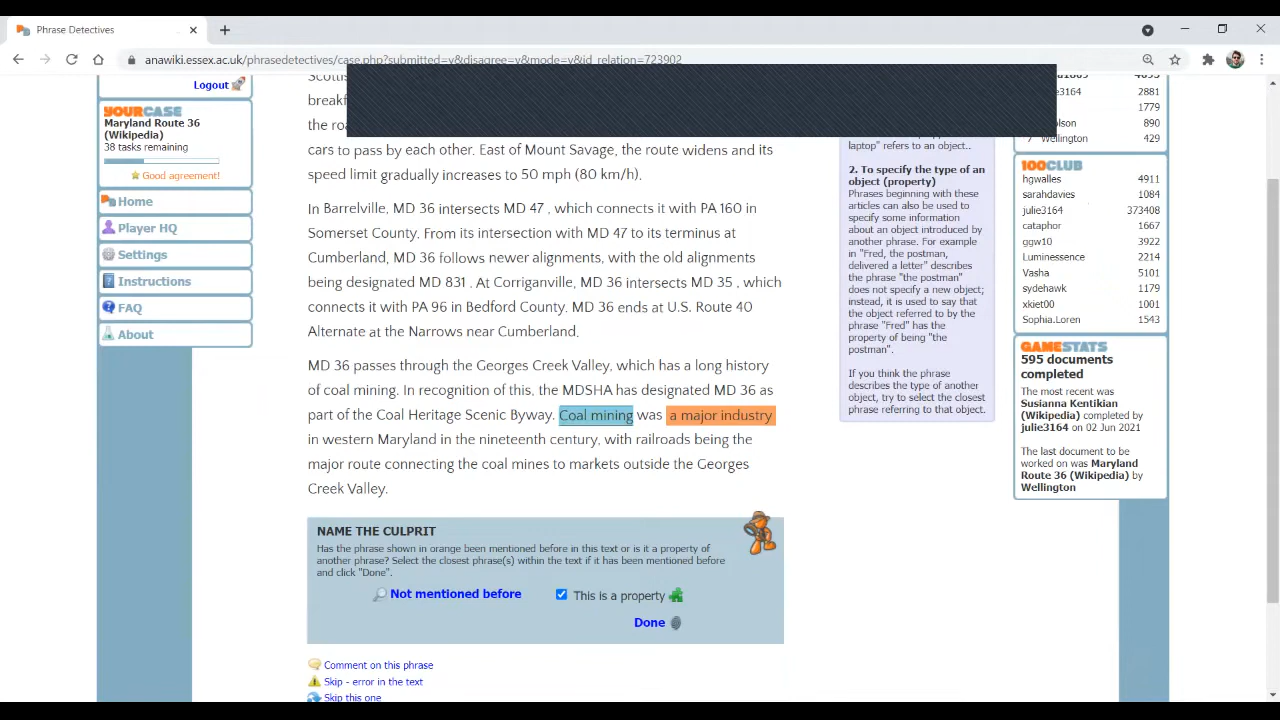 Phrase Detectives
anawiki.essex.ac.uk/phrasedetectives/case.php?submitted=y&disagree=y&mode=y&id_relation=723902
Logout
YOURCASE
Maryland Route 36
(Wikipedia)
38 tasks remaining
Good agreement!
Home
Player HQ
Settings
Instructions
FAQ
About
Scottis
breakf
the roa
cars to pass by each other. East of Mount Savage, the route widens and its
speed limit gradually increases to 50 mph (80 km/h).
In Barrelville, MD 36 intersects MD 47 , which connects it with PA 160 in
Somerset County. From its intersection with MD 47 to its terminus at
Cumberland, MD 36 follows newer alignments, with the old alignments
being designated MD 831 . At Corriganville, MD 36 intersects MD 35 , which
connects it with PA 96 in Bedford County. MD 36 ends at U.S. Route 40
Alternate at the Narrows near Cumberland.
MD 36 passes through the Georges Creek Valley, which has a long history
of coal mining. In recognition of this, the MDSHA has designated MD 36 as
part of the Coal Heritage Scenic Byway. Coal mining was a major industry
in western Maryland in the nineteenth century, with railroads being the
major route connecting the coal mines to markets outside the Georges
Creek Valley.
NAME THE CULPRIT
Has the phrase shown in orange been mentioned before in this text or is it a property of
another phrase? Select the closest phrase(s) within the text if it has been mentioned before
and click "Done".
Not mentioned before
This is a property
Done
Comment on this phrase
Skip - error in the text
Skip this one
laptop" refers to an object..
2. To specify the type of an
object (property)
Phrases beginning with these
articles can also be used to
specify some information
about an object introduced by
another phrase. For example
in "Fred, the postman,
delivered a letter" describes
the phrase "the postman"
does not specify a new object;
instead, it is used to say that
the object referred to by the
phrase "Fred" has the
property of being "the
postman".
If you think the phrase
describes the type of another
object, try to select the closest
phrase referring to that object.
e3164 2881
1779
olson 890
7 Wellington 429
100CLUB
hgwalles 4911
sarahdavies 1084
julie3164 373408
cataphor 1667
ggw10 3922
Luminessence 2214
Vasha 5101
sydehawk 1179
xkiet00 1001
Sophia.Loren 1543
GAMESTATS
595 documents
completed
The most recent was
Susianna Kentikian
(Wikipedia) completed by
julie3164 on 02 Jun 2021
The last document to be
worked on was Maryland
Route 36 (Wikipedia) by
Wellington